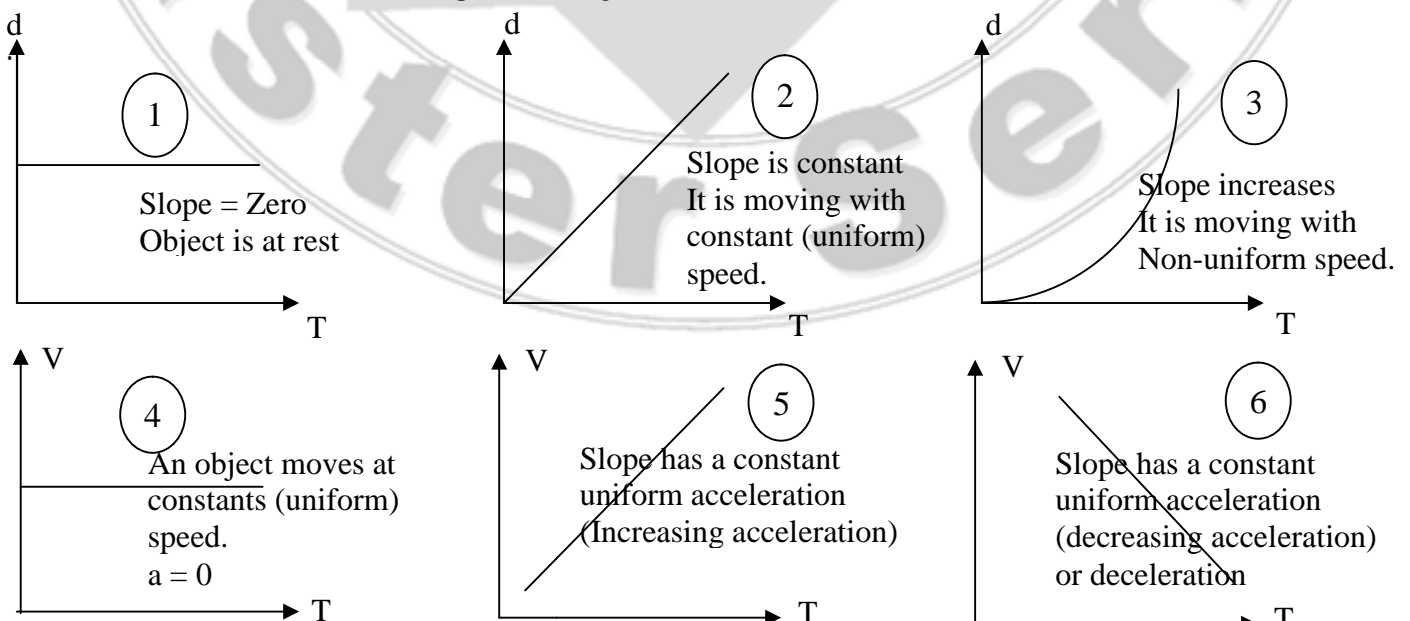 d
1
Slope = Zero
Object is at rest
T
d
2
Slope is constant
It is moving with
constant (uniform)
speed.
T
d
3
Slope increases
It is moving with
Non-uniform speed.
T
V
4
An object moves at
constants (uniform)
speed.
a = 0
T
V
5
Slope has a constant
uniform acceleration
(Increasing acceleration)
T
V
6
Slope has a constant
uniform acceleration
(decreasing acceleration)
or deceleration
T
ster Ser